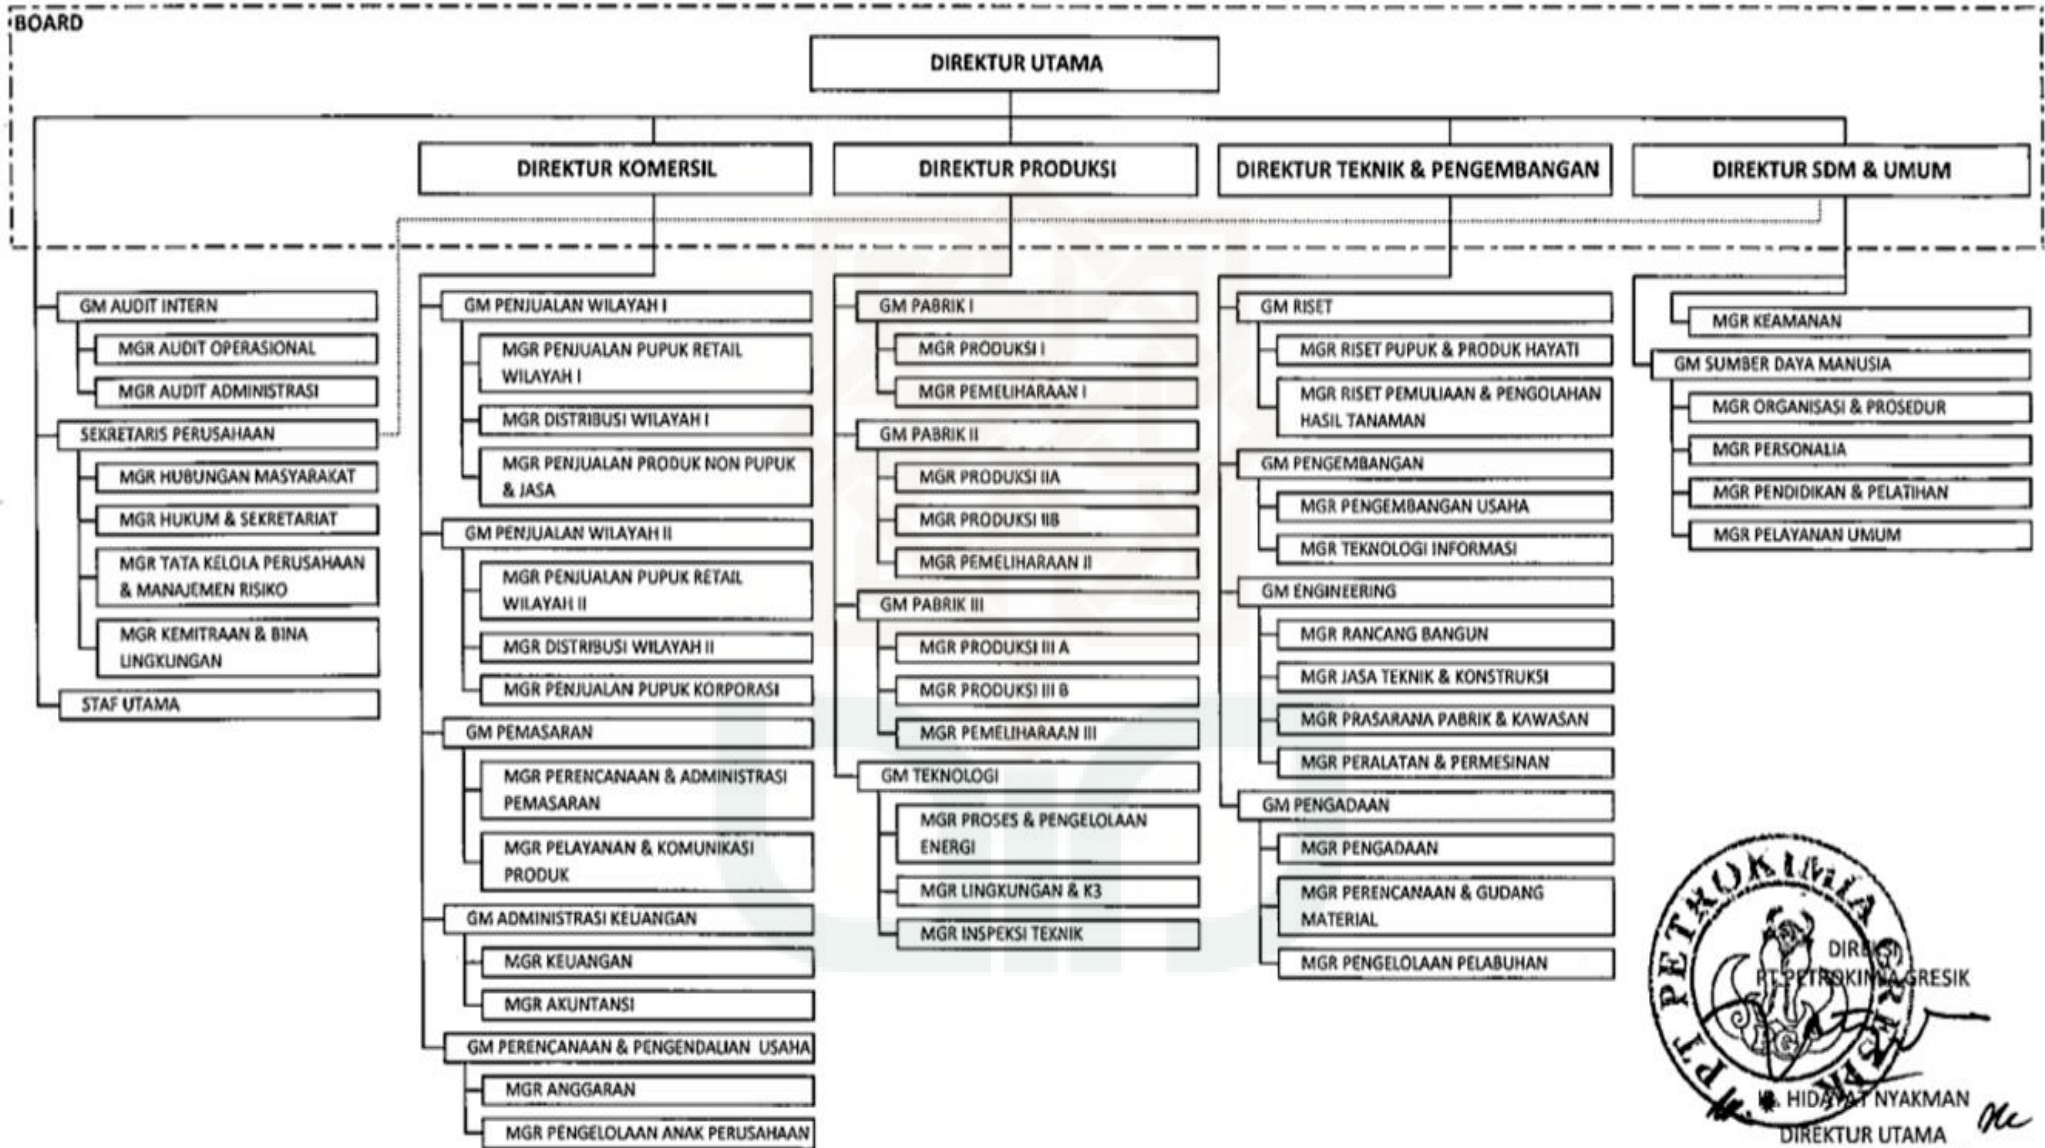 BOARD
DIREKTUR UTAMA
DIREKTUR KOMERSIL
DIREKTUR PRODUKSI
DIREKTUR TEKNIK & PENGEMBANGAN
DIREKTUR SDM & UMUM
GM AUDIT INTERN
MGR AUDIT OPERASIONAL
MGR AUDIT ADMINISTRASI
SEKRETARIS PERUSAHAAN
MGR HUBUNGAN MASYARAKAT
MGR HUKUM & SEKRETARIAT
MGR TATA KELOLA PERUSAHAAN
& MANAJEMEN RISIKO
MGR KEMITRAAN & BINA
LINGKUNGAN
STAF UTAMA
GM PENJUALAN WILAYAH I
MGR PENJUALAN PUPUK RETAIL
WILAYAH I
MGR DISTRIBUSI WILAYAH I
MGR PENJUALAN PRODUK NON PUPUK
& JASA
GM PENJUALAN WILAYAH II
MGR PENJUALAN PUPUK RETAIL
WILAYAH II
MGR DISTRIBUSI WILAYAH II
MGR PENJUALAN PUPUK KORPORASI
GM PEMASARAN
MGR PERENCANAAN & ADMINISTRASI
PEMASARAN
MGR PELAYANAN & KOMUNIKASI
PRODUK
GM ADMINISTRASI KEUANGAN
MGR KEUANGAN
MGR AKUNTANSI
GM PERENCANAAN & PENGENDALIAN USAHA
MGR ANGGARAN
MGR PENGELOLAAN ANAK PERUSAHAAN
GM PABRIK I
MGR PRODUKSI I
MGR PEMELIHARAAN I
GM PABRIK II
MGR PRODUKSI IIA
MGR PRODUKSI IIB
MGR PEMELIHARAAN II
GM PABRIK III
MGR PRODUKSI III A
MGR PRODUKSI III B
MGR PEMELIHARAAN III
GM TEKNOLOGI
MGR PROSES & PENGELOLAAN
ENERGI
MGR LINGKUNGAN & K3
MGR INSPEKSI TEKNIK
GM RISET
MGR RISET PUPUK & PRODUK HAYATI
MGR RISET PEMULIAAN & PENGOLAHAN
HASIL TANAMAN
GM PENGEMBANGAN
MGR PENGEMBANGAN USAHA
MGR TEKNOLOGI INFORMASI
GM ENGINEERING
MGR RANCANG BANGUN
MGR JASA TEKNIK & KONSTRUKSI
MGR PRASARANA PABRIK & KAWASAN
MGR PERALATAN & PERMESINAN
GM PENGADAAN
MGR PENGADAAN
MGR PERENCANAAN & GUDANG
MATERIAL
MGR PENGELOLAAN PELABUHAN
MGR KEAMANAN
GM SUMBER DAYA MANUSIA
MGR ORGANISASI & PROSEDUR
MGR PERSONALIA
MGR PENDIDIKAN & PELATIHAN
MGR PELAYANAN UMUM
PT PETROKIMIA GRESIK
PT PETROKIMIA GRESIK
HIDAYAT NYAKMAN
DIREKTUR UTAMA